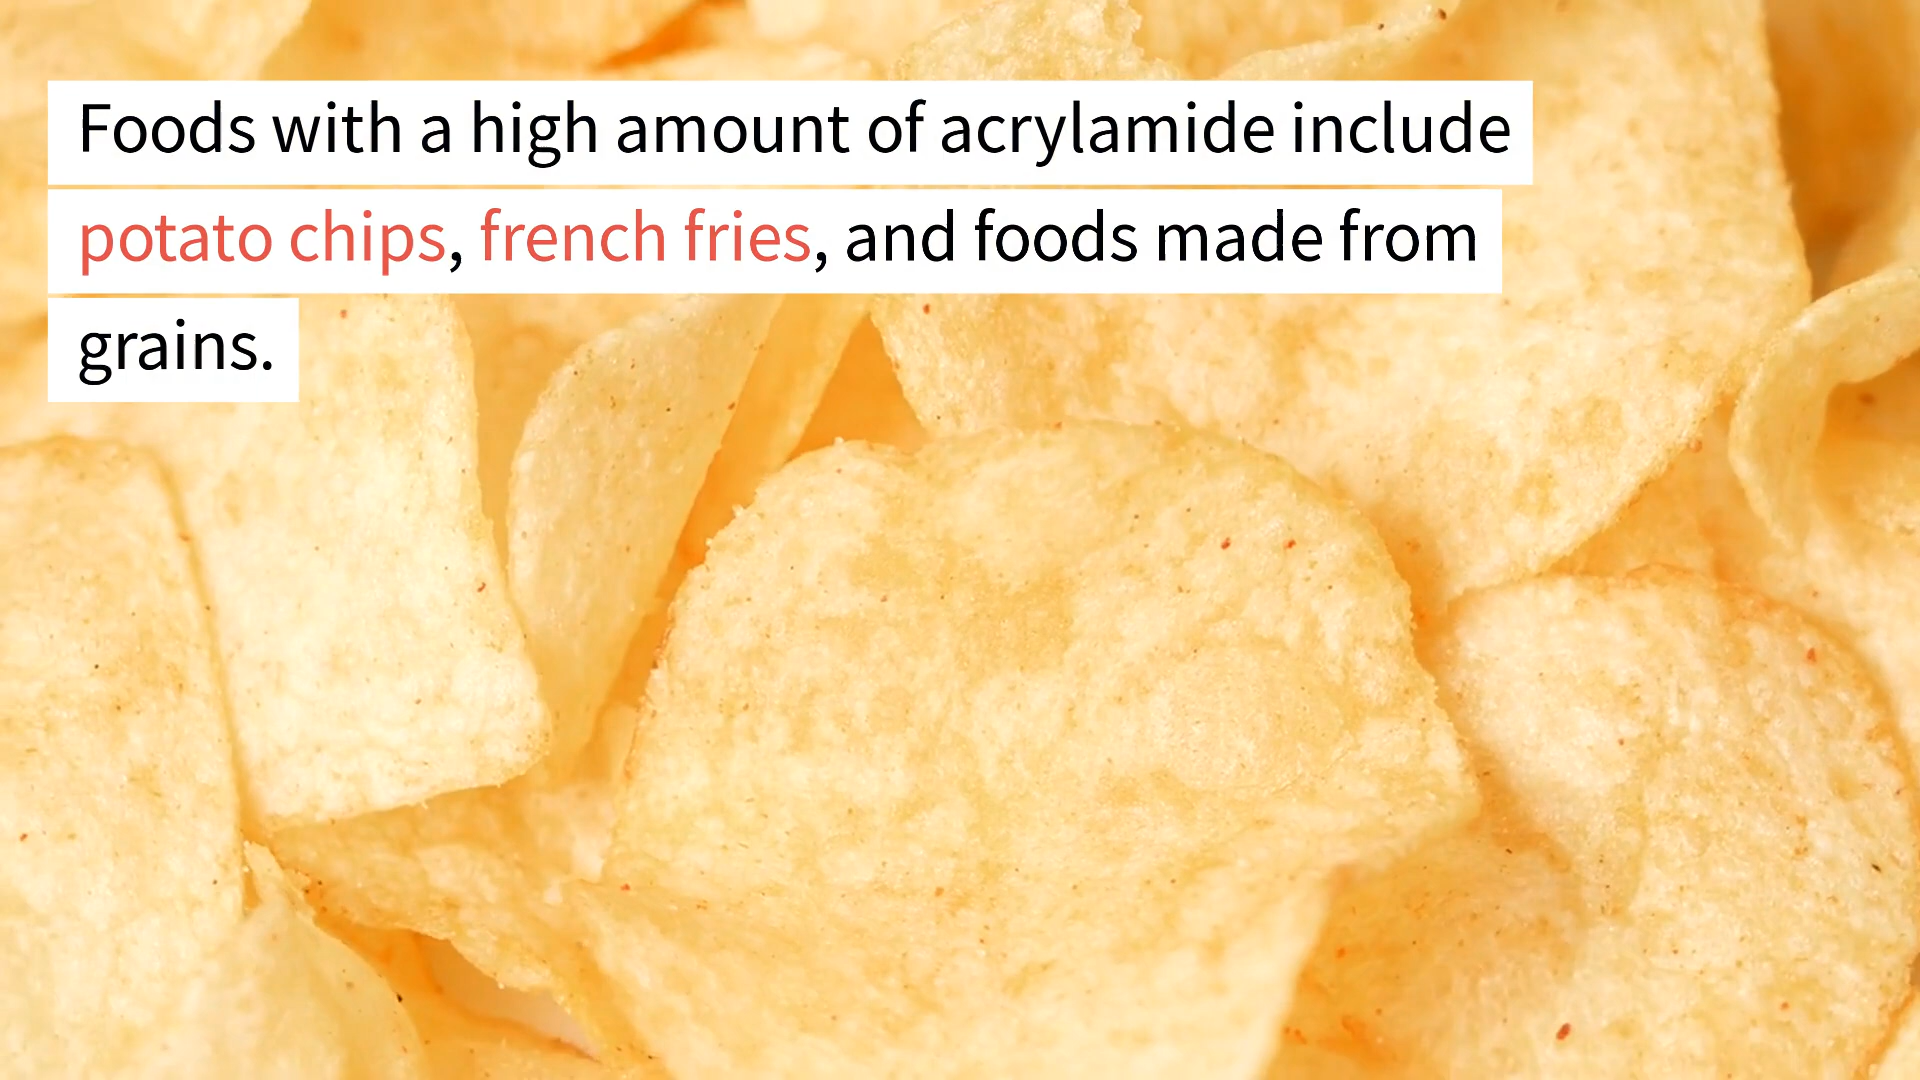 Foods with a high amount of acrylamide include
potato chips, french fries, and foods made from
grains.